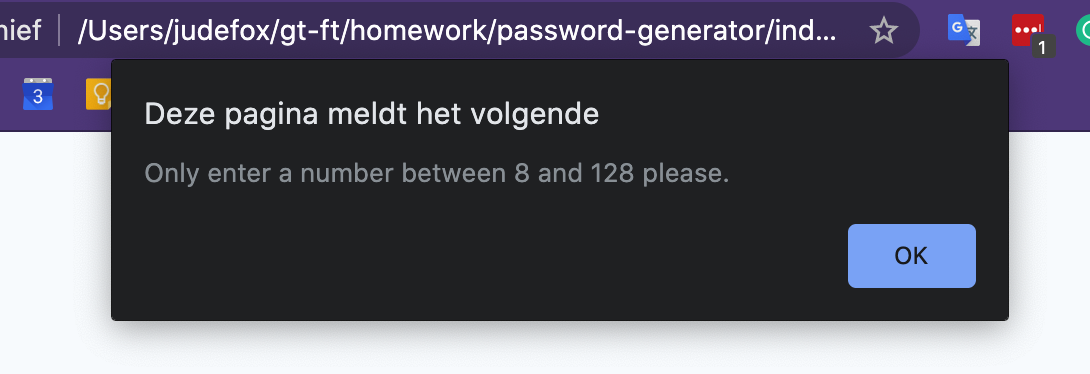 hief | /Users/judefox/gt-ft/homework/password-generator/ind...
1
3
Deze pagina meldt het volgende
Only enter a number between 8 and 128 please.
OK